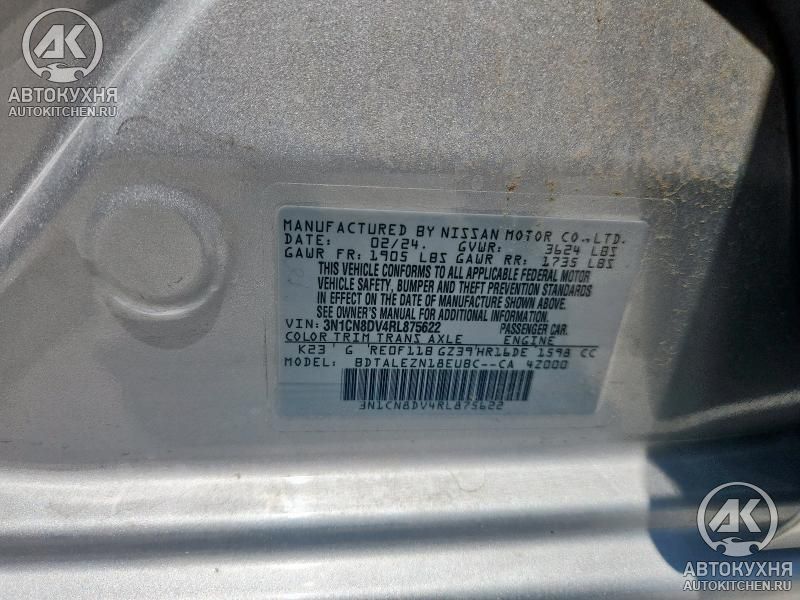 АК
АВТОКУХНЯ
AUTOKITCHEN.RU
MANUFACTURED BY NISSAN MOTOR CO.,LTD.
DATE: 02/24. GVWR: 3624 LBS
GAWR FR: 1905 LBS GAWR RR: 1735 LBS
THIS VEHICLE CONFORMS TO ALL APPLICABLE FEDERAL MOTOR
VEHICLE SAFETY, BUMPER AND THEFT PREVENTION STANDARDS
IN EFFECT ON THE DATE OF MANUFACTURE SHOWN ABOVE.
SEE OWNER'S MANUAL FOR ADDITIONAL INFORMATION.
VIN: 3N1CN8DV4RL875622 PASSENGER CAR.
COLOR TRIM TRANS AXLE ENGINE
K23 G RE0F11B GZ39 HR16DE 1598 CC
MODEL: BDTALEZN18EUBC--CA 4Z000
3N1CN8DV4RL875622
АК
АВТОКУХНЯ
AUTOKITCHEN.RU